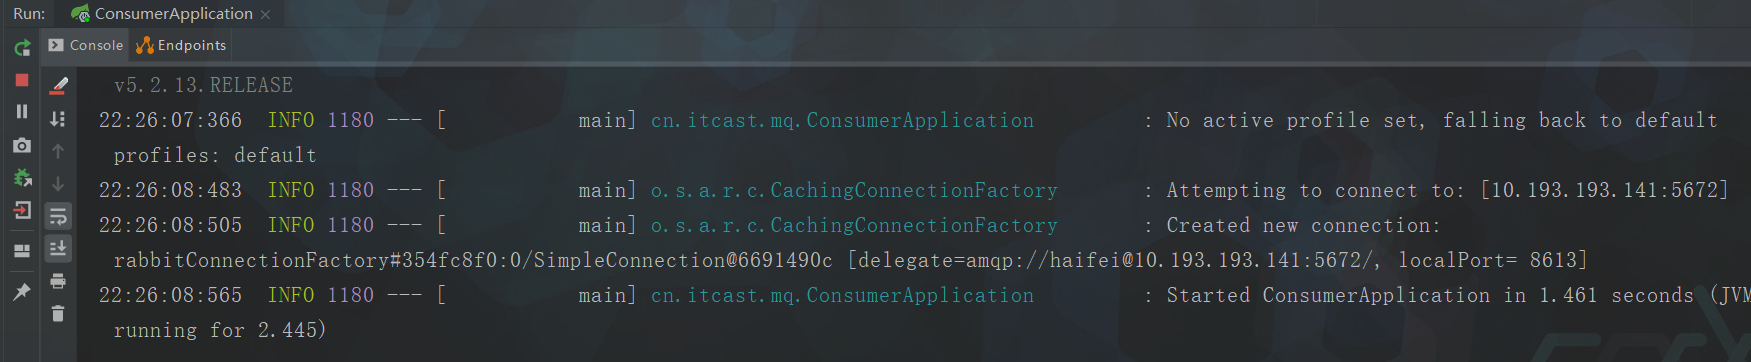 Run: ConsumerApplication ×
Console Endpoints
v5.2.13.RELEASE
22:26:07:366  INFO 1180 --- [           main] cn.itcast.mq.ConsumerApplication         : No active profile set, falling back to default
profiles: default
22:26:08:483  INFO 1180 --- [           main] o.s.a.r.c.CachingConnectionFactory       : Attempting to connect to: [10.193.193.141:5672]
22:26:08:505  INFO 1180 --- [           main] o.s.a.r.c.CachingConnectionFactory       : Created new connection:
rabbitConnectionFactory#354fc8f0:0/SimpleConnection@6691490c [delegate=amqp://haifei@10.193.193.141:5672/, localPort= 8613]
22:26:08:565  INFO 1180 --- [           main] cn.itcast.mq.ConsumerApplication         : Started ConsumerApplication in 1.461 seconds (JVM
running for 2.445)